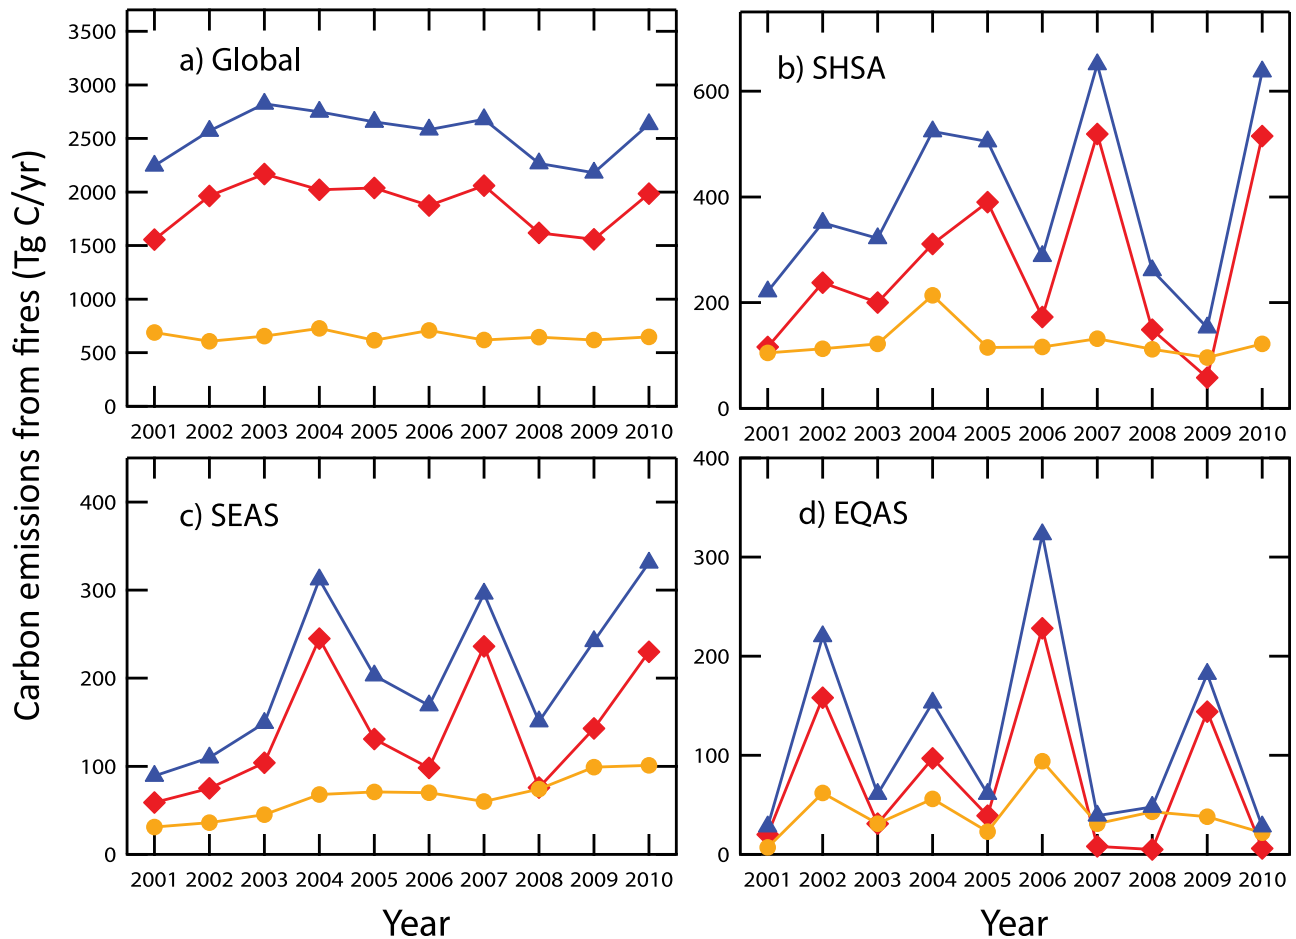 Carbon emissions from fires (Tg C/yr)
a) Global
3500
3000
2500
2000
1500
1000
500
0
2001 2002 2003 2004 2005 2006 2007 2008 2009 2010
b) SHSA
600
400
200
0
2001 2002 2003 2004 2005 2006 2007 2008 2009 2010
c) SEAS
400
300
200
100
0
2001 2002 2003 2004 2005 2006 2007 2008 2009 2010
Year
d) EQAS
400
300
200
100
0
2001 2002 2003 2004 2005 2006 2007 2008 2009 2010
Year